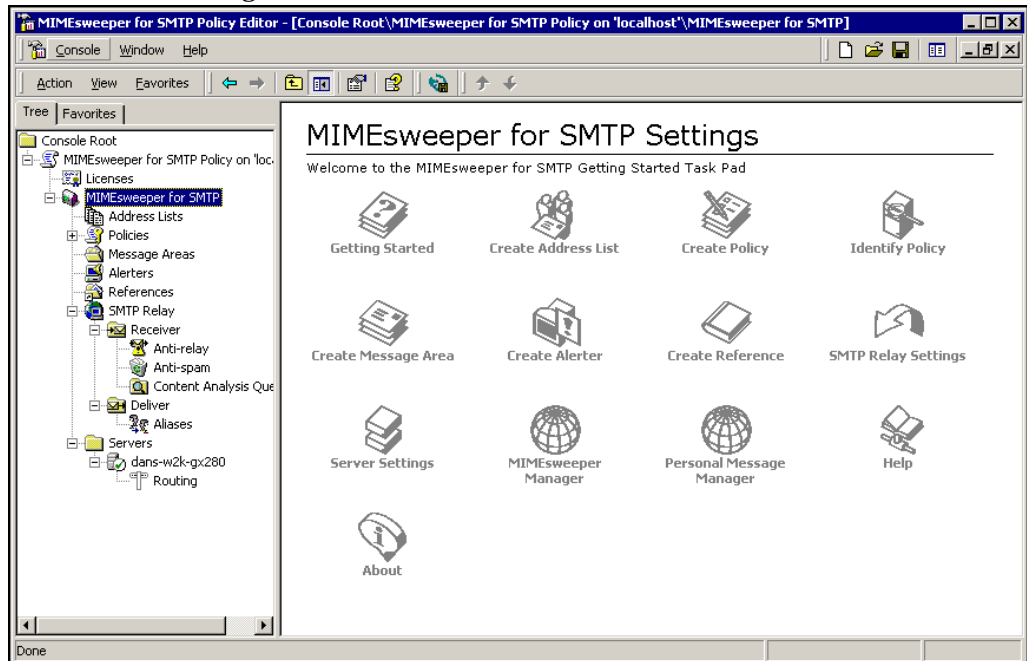 MIMEsweeper for SMTP Policy Editor - [Console Root\MIMEsweeper for SMTP Policy on 'localhost'\MIMEsweeper for SMTP]
Console Window Help
Action View Favorites
Tree Favorites
Console Root
MIMEsweeper for SMTP Policy on 'loc
Licenses
MIMEsweeper for SMTP
Address Lists
Policies
Message Areas
Alerters
References
SMTP Relay
Receiver
Anti-relay
Anti-spam
Content Analysis Que
Deliver
Aliases
Servers
dans-w2k-gx280
Routing
MIMEsweeper for SMTP Settings
Welcome to the MIMEsweeper for SMTP Getting Started Task Pad
Getting Started Create Address List Create Policy Identify Policy
Create Message Area Create Alerter Create Reference SMTP Relay Settings
Server Settings MIMEsweeper Manager Personal Message Manager Help
About
Done